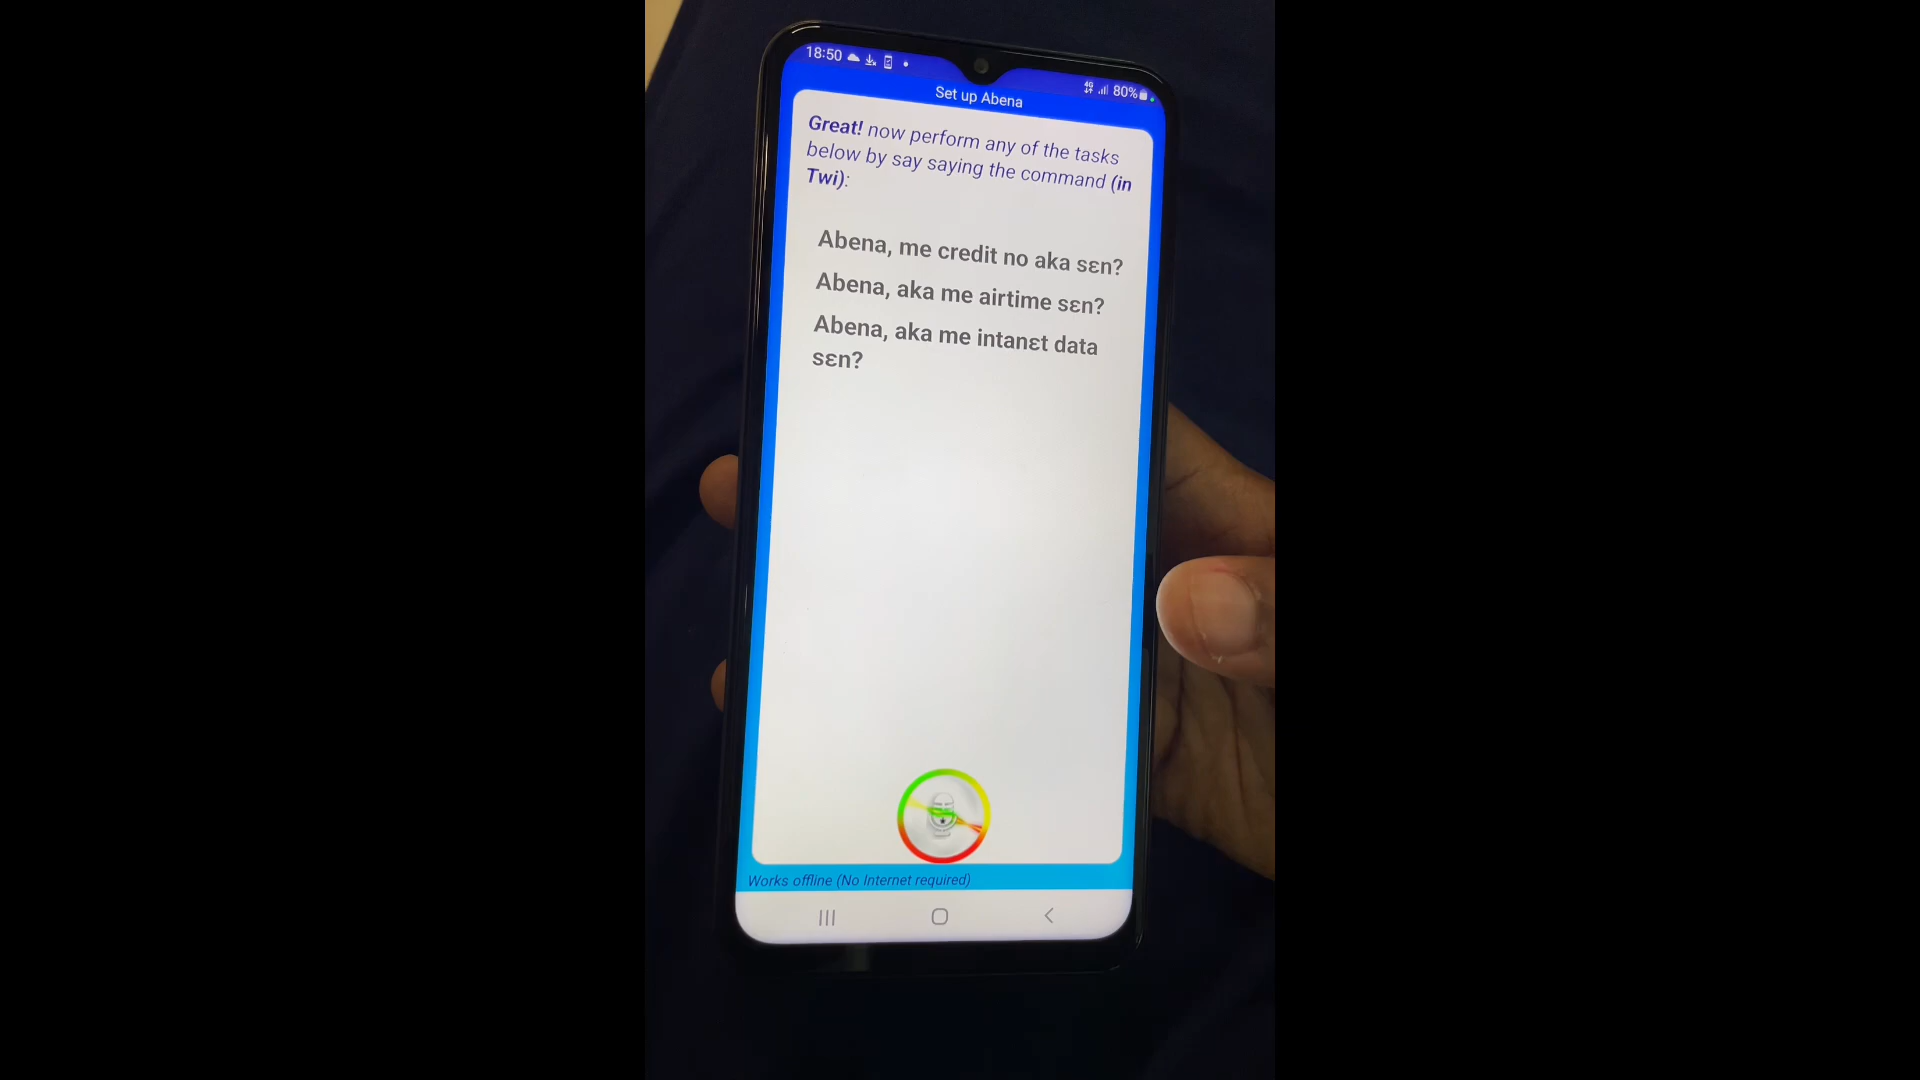 18:50
4G 80%
Set up Abena
Great! now perform any of the tasks
below by say saying the command (in
Twi):
Abena, me credit no aka sɛn?
Abena, aka me airtime sɛn?
Abena, aka me intanɛt data
sɛn?
Works offline (No Internet required)